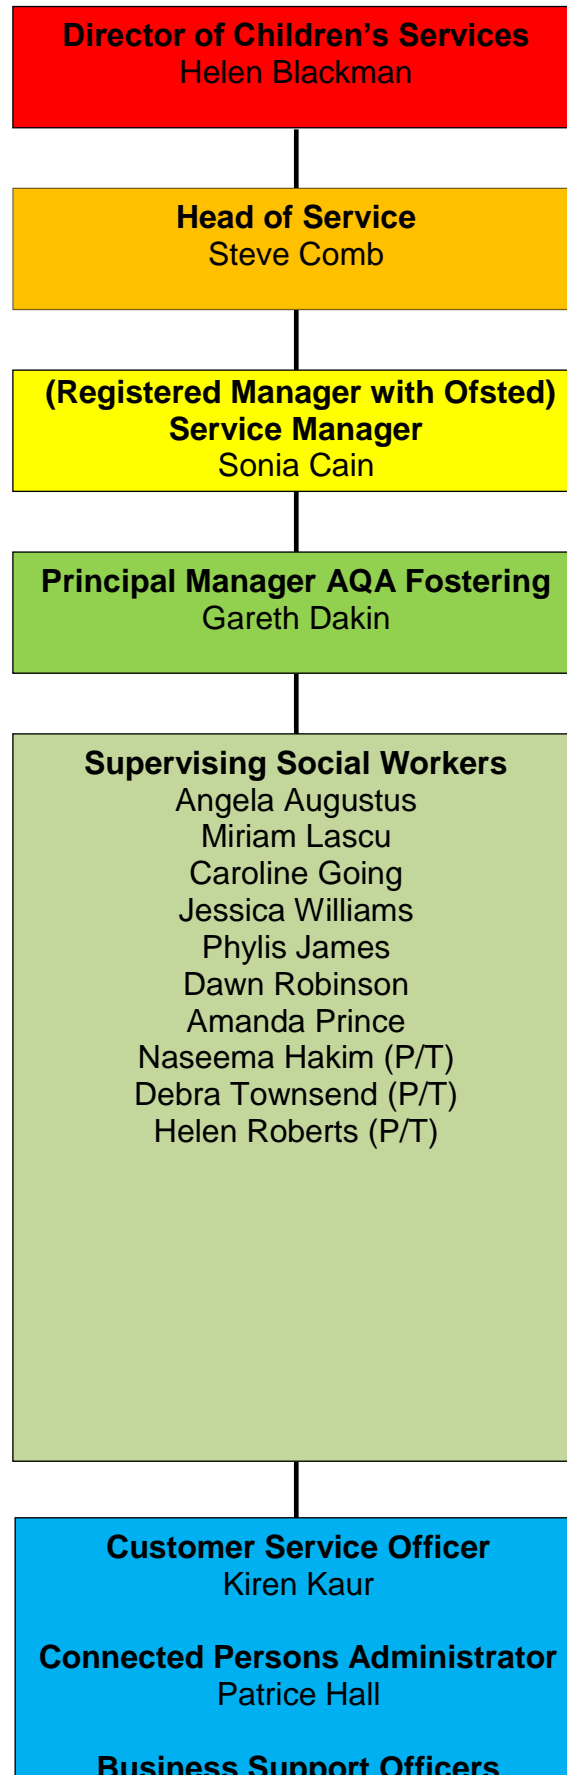 Director of Children’s Services
Helen Blackman
Head of Service
Steve Comb
(Registered Manager with Ofsted)
Service Manager
Sonia Cain
Principal Manager AQA Fostering
Gareth Dakin
Supervising Social Workers
Angela Augustus
Miriam Lascu
Caroline Going
Jessica Williams
Phylis James
Dawn Robinson
Amanda Prince
Naseema Hakim (P/T)
Debra Townsend (P/T)
Helen Roberts (P/T)
Customer Service Officer
Kiren Kaur
Connected Persons Administrator
Patrice Hall
Business Support Officers